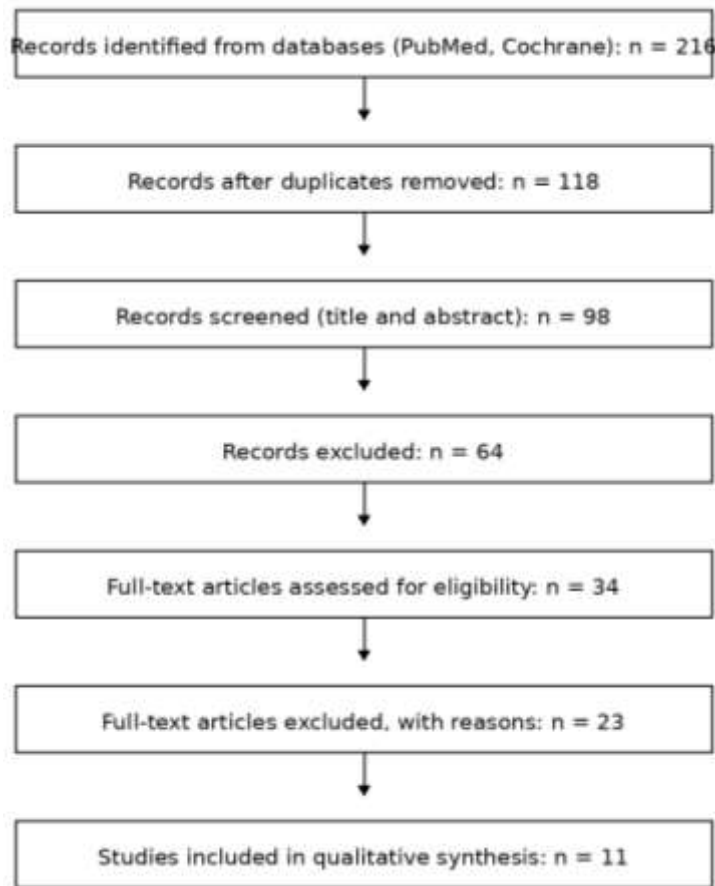 Records identified from databases (PubMed, Cochrane): n = 216
Records after duplicates removed: n = 118
Records screened (title and abstract): n = 98
Records excluded: n = 64
Full-text articles assessed for eligibility: n = 34
Full-text articles excluded, with reasons: n = 23
Studies included in qualitative synthesis: n = 11